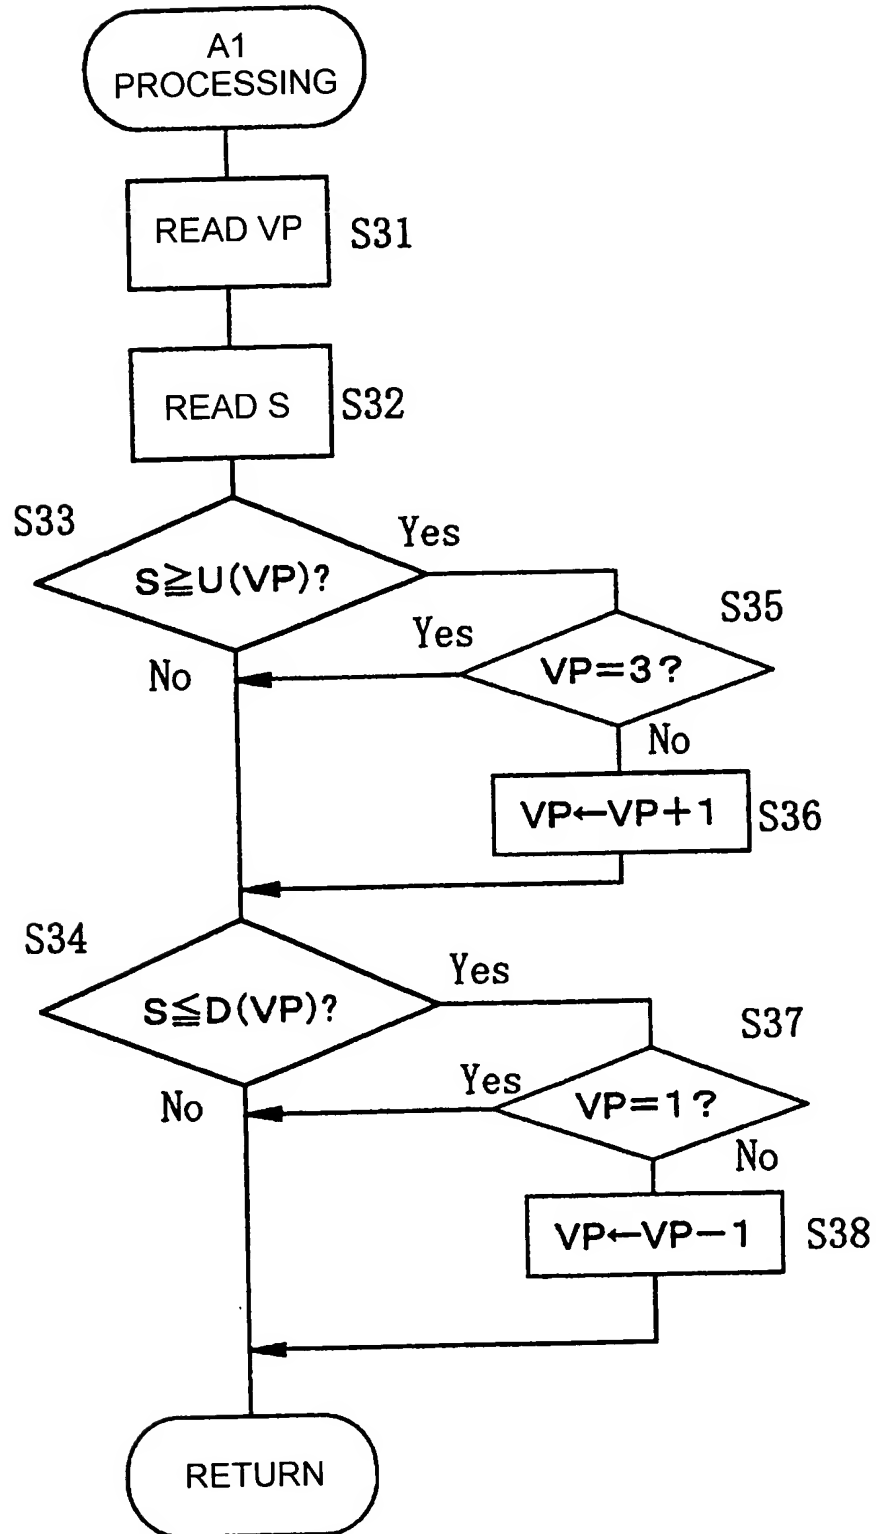 A1
PROCESSING
READ VP
S31
READ S
S32
S33
Yes
S≧U(VP)?
S35
Yes
No
VP=3?
No
VP←VP+1
S36
S34
Yes
S≦D(VP)?
S37
Yes
No
VP=1?
No
VP←VP−1
S38
RETURN